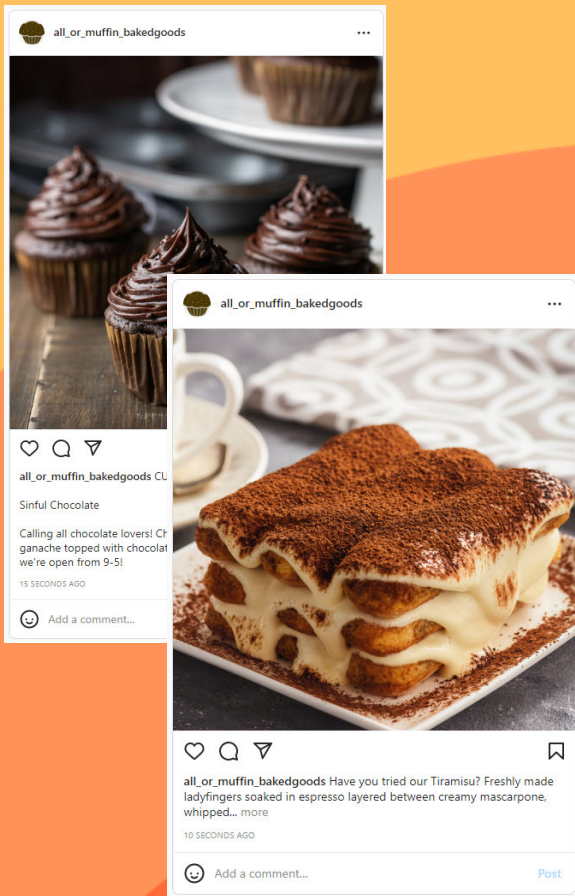 all_or_muffin_bakedgoods
all_or_muffin_bakedgoods CU
Sinful Chocolate
Calling all chocolate lovers! Ch
ganache topped with chocolat
we're open from 9-5!
15 SECONDS AGO
Add a comment...
all_or_muffin_bakedgoods
all_or_muffin_bakedgoods Have you tried our Tiramisu? Freshly made
ladyfingers soaked in espresso layered between creamy mascarpone,
whipped... more
10 SECONDS AGO
Add a comment...
Post